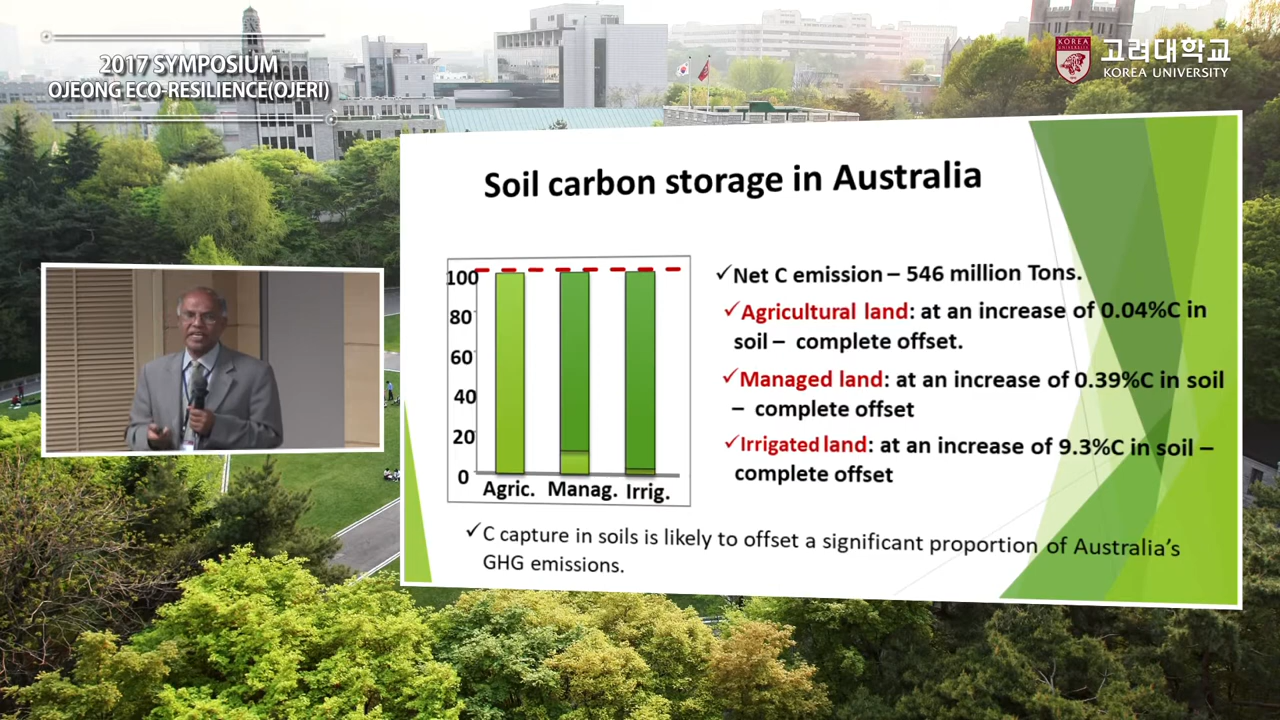 2017 SYMPOSIUM
OJEONG ECO-RESILIENCE(OJERI)
KOREA
고려대학교
KOREA UNIVERSITY
Soil carbon storage in Australia
100
80
60
40
20
0
Agric. Manag. Irrig.
✓Net C emission – 546 million Tons.
✓Agricultural land: at an increase of 0.04%C in
soil – complete offset.
✓Managed land: at an increase of 0.39%C in soil
– complete offset
✓Irrigated land: at an increase of 9.3%C in soil –
complete offset
✓C capture in soils is likely to offset a significant proportion of Australia's
GHG emissions.